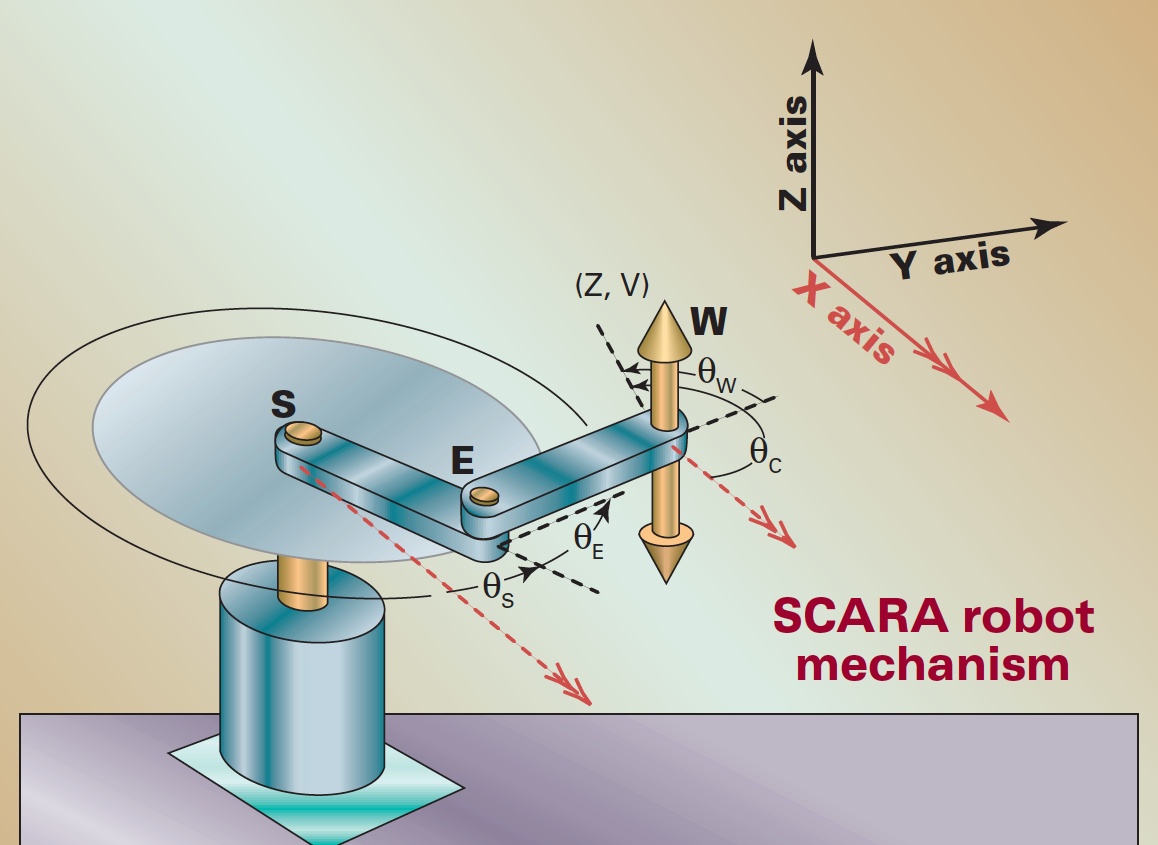 Z axis
Y axis
X axis
(Z, V)
W
θW
S
E
θC
θE
θS
SCARA robot
mechanism